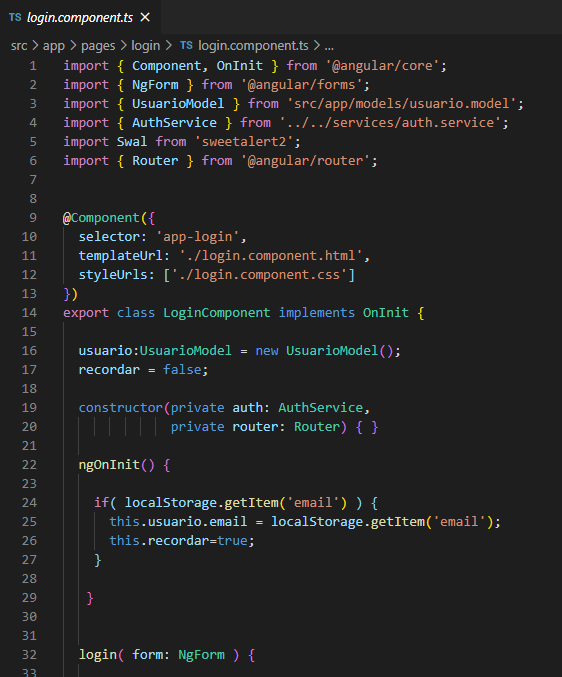 TS login.component.ts ×
src > app > pages > login > TS login.component.ts > ...
1 import { Component, OnInit } from '@angular/core';
2 import { NgForm } from '@angular/forms';
3 import { UsuarioModel } from 'src/app/models/usuario.model';
4 import { AuthService } from '../../services/auth.service';
5 import Swal from 'sweetalert2';
6 import { Router } from '@angular/router';
7
8
9 @Component({
10   selector: 'app-login',
11   templateUrl: './login.component.html',
12   styleUrls: ['./login.component.css']
13 })
14 export class LoginComponent implements OnInit {
15
16   usuario:UsuarioModel = new UsuarioModel();
17   recordar = false;
18
19   constructor(private auth: AuthService,
20               private router: Router) { }
21
22   ngOnInit() {
23
24     if( localStorage.getItem('email') ) {
25       this.usuario.email = localStorage.getItem('email');
26       this.recordar=true;
27     }
28
29    }
30
31
32   login( form: NgForm ) {
33